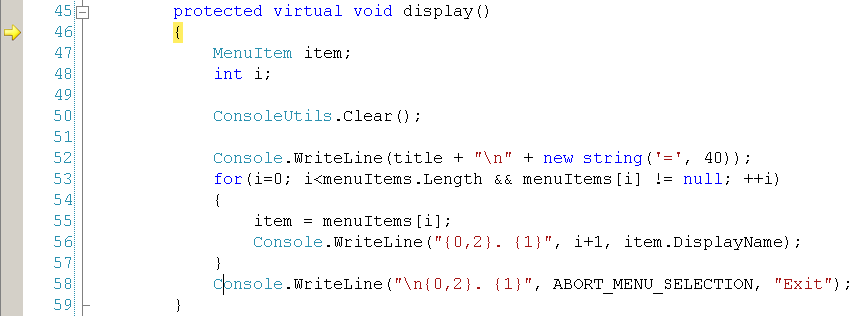 45 protected virtual void display()
46 {
47 MenuItem item;
48 int i;
49
50 ConsoleUtils.Clear();
51
52 Console.WriteLine(title + "\n" + new string('=', 40));
53 for(i=0; i<menuItems.Length && menuItems[i] != null; ++i)
54 {
55 item = menuItems[i];
56 Console.WriteLine("{0,2}. {1}", i+1, item.DisplayName);
57 }
58 Console.WriteLine("\n{0,2}. {1}", ABORT_MENU_SELECTION, "Exit");
59 }